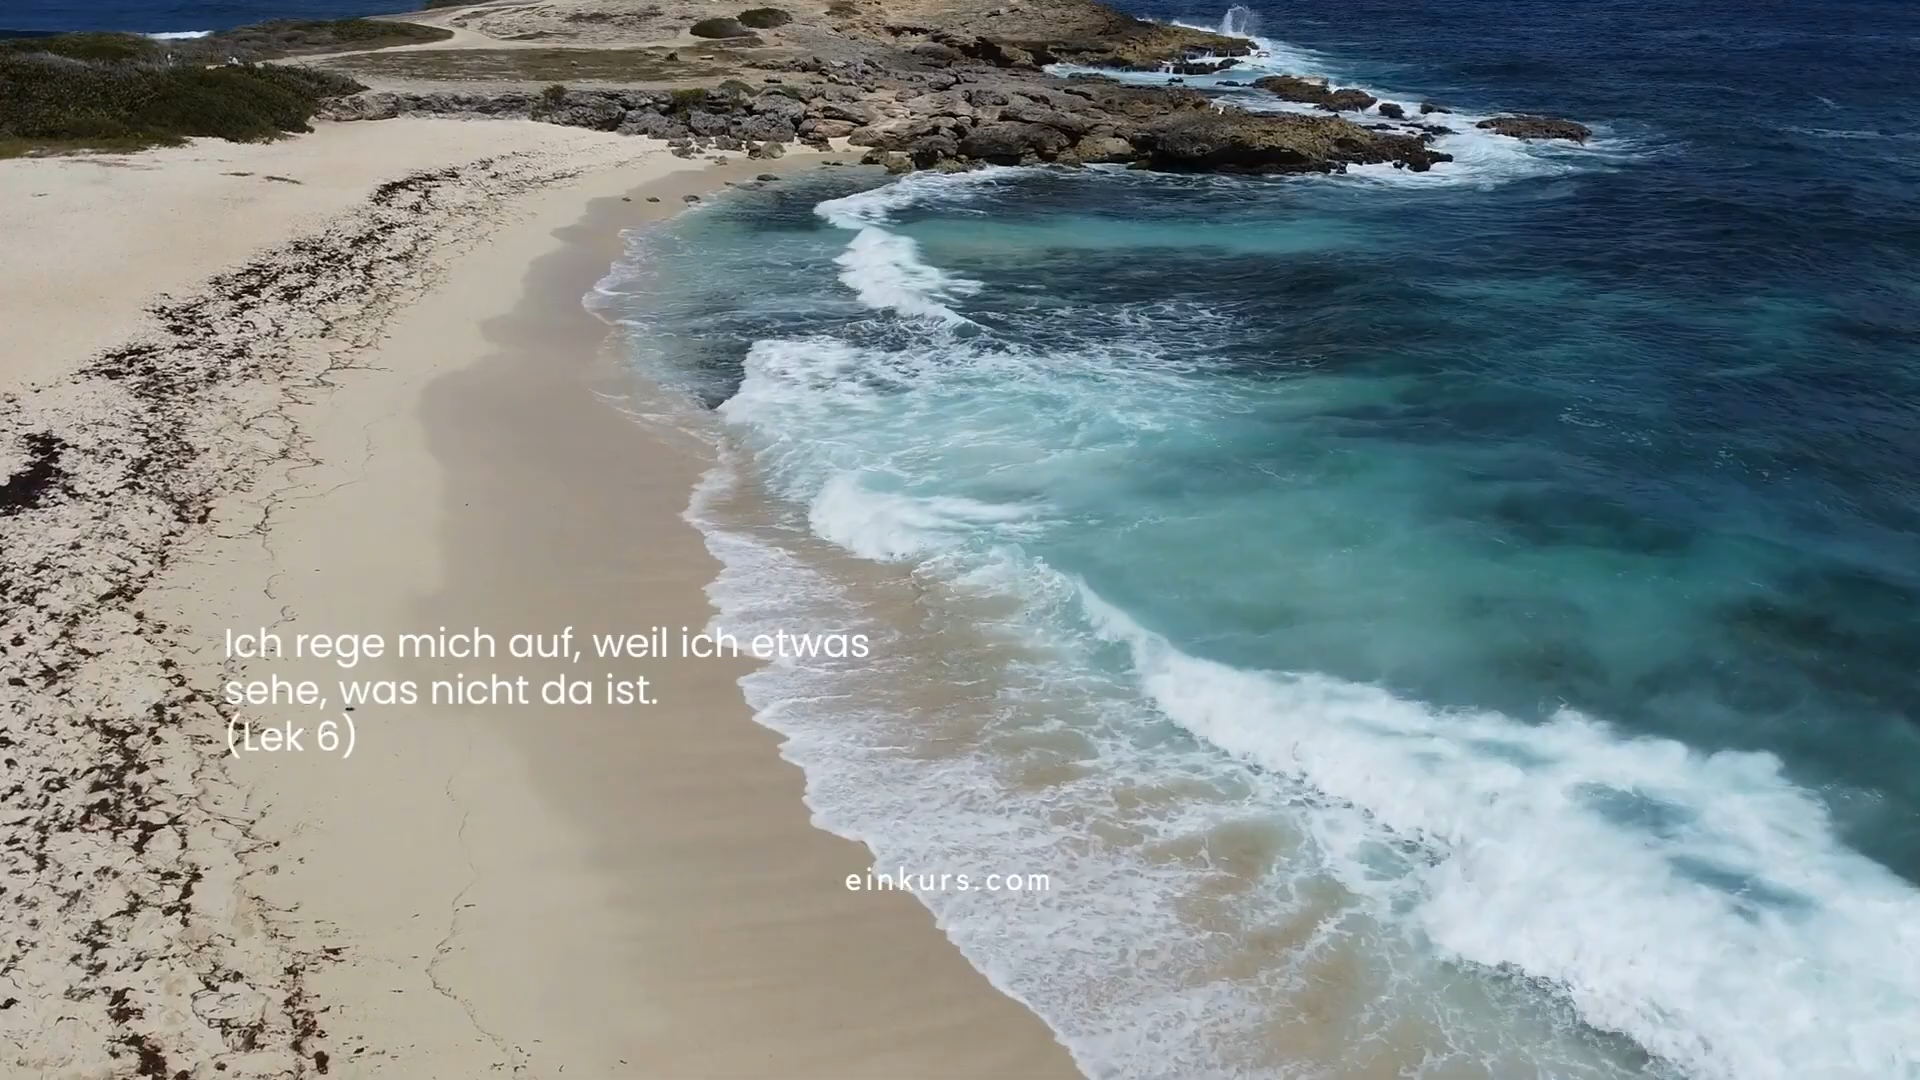 Ich rege mich auf, weil ich etwas
sehe, was nicht da ist.
(Lek 6)
einkurs.com